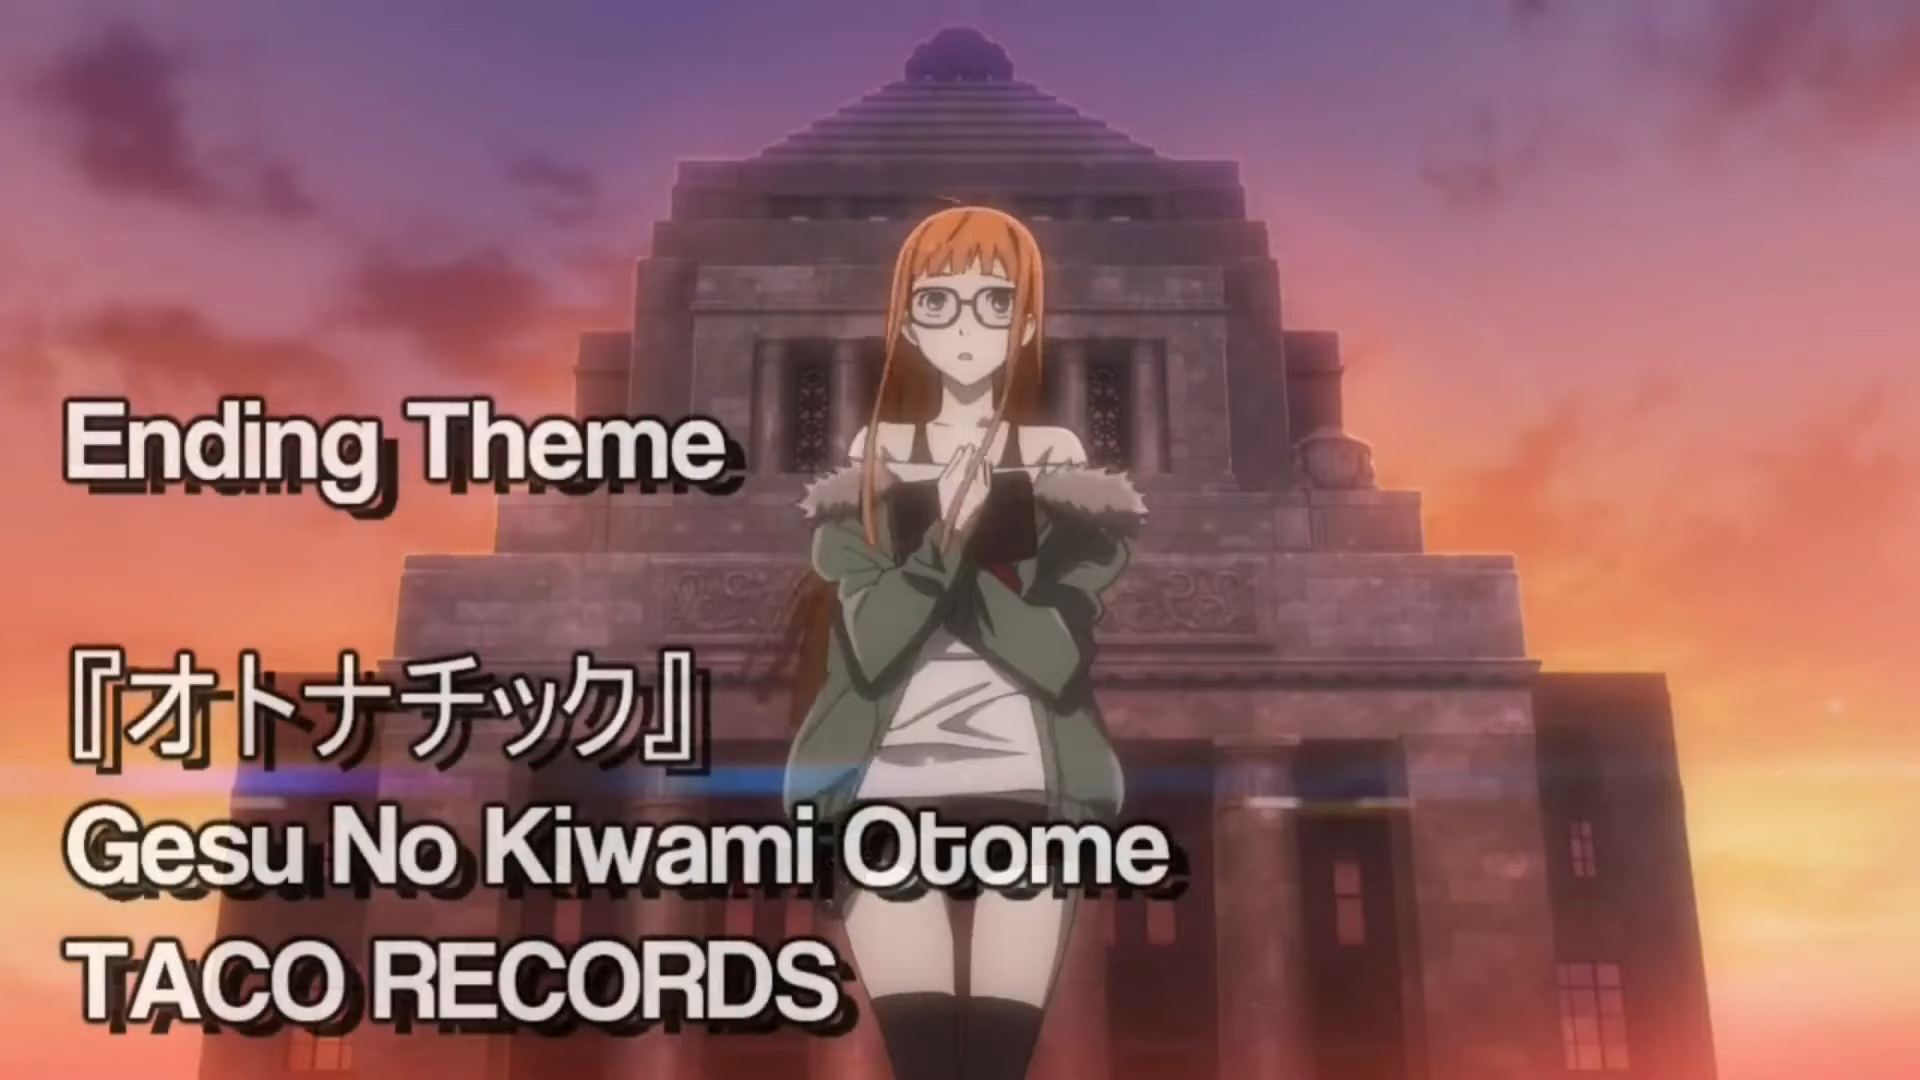 Ending Theme
『オトナチック』
Gesu No Kiwami Otome
TACO RECORDS